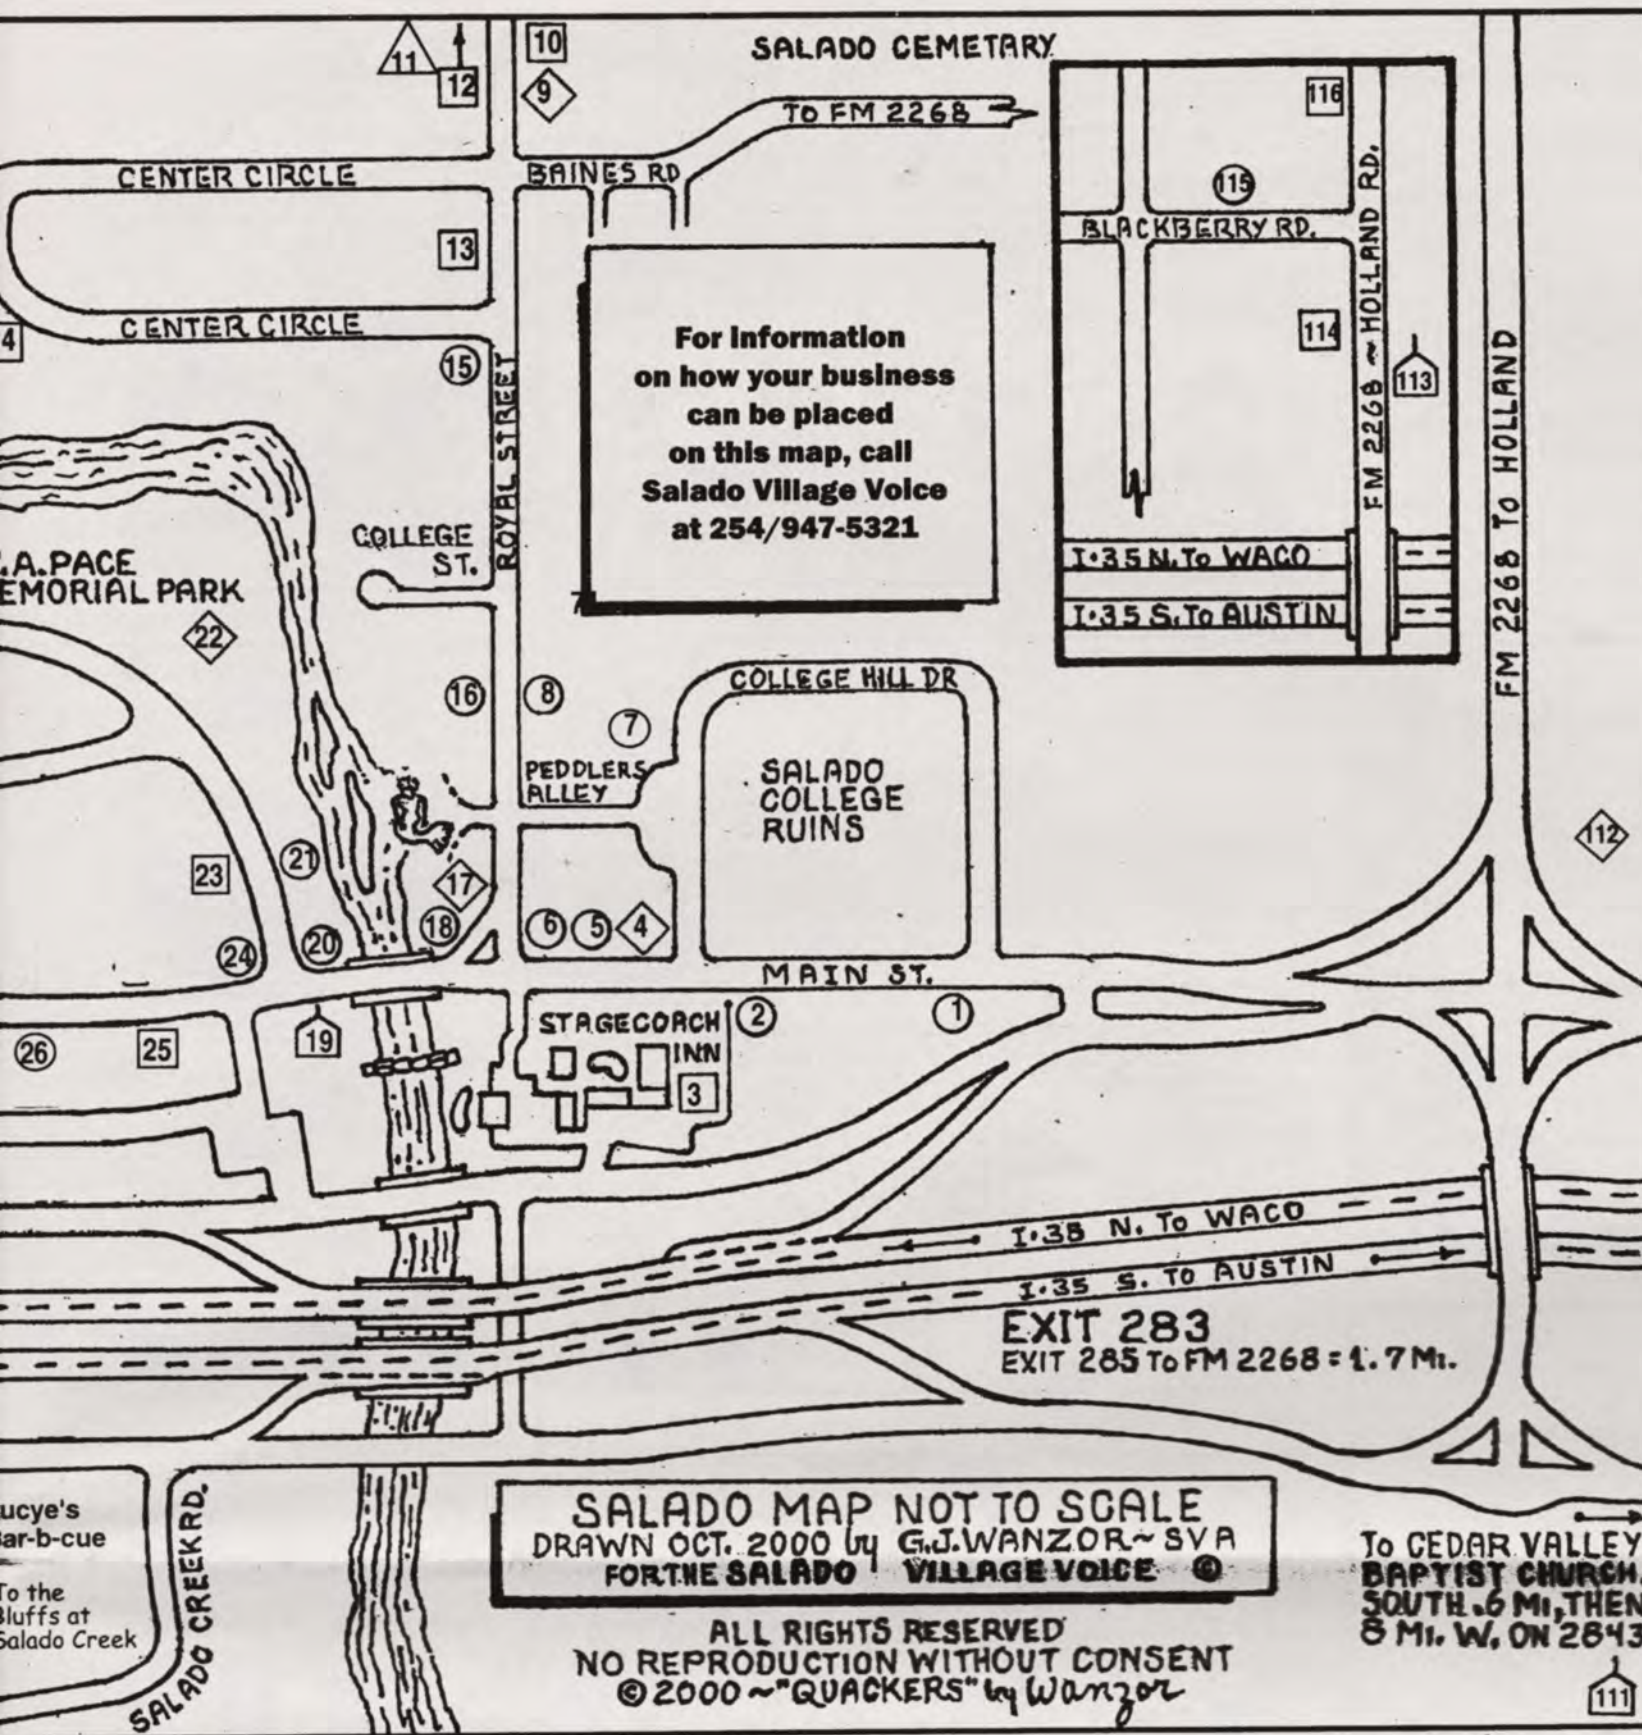 11
12
10
9
SALADO CEMETARY
TO FM 2268
CENTER CIRCLE
BAINES RD
13
CENTER CIRCLE
4
15
ROYAL STREET
For Information
on how your business
can be placed
on this map, call
Salado Village Voice
at 254/947-5321
116
115
BLACKBERRY RD.
FM 2268 ~ HOLLAND RD.
114
113
I·35 N. TO WACO
I·35 S. TO AUSTIN
FM 2268 TO HOLLAND
COLLEGE
ST.
.A. PACE
EMORIAL PARK
22
16
8
7
COLLEGE HILL DR
PEDDLERS
ALLEY
SALADO
COLLEGE
RUINS
112
23
21
17
24
20
18
6
5
4
MAIN ST.
26
25
19
STAGECOACH
INN
3
2
1
I·35 N. TO WACO
I·35 S. TO AUSTIN
EXIT 283
EXIT 285 TO FM 2268 = 1.7 MI.
ucye's
ar-b-cue
To the
Bluffs at
Salado Creek
SALADO CREEK RD.
SALADO MAP NOT TO SCALE
DRAWN OCT. 2000 by G.J. WANZOR ~ SVA
FOR THE SALADO VILLAGE VOICE ©
ALL RIGHTS RESERVED
NO REPRODUCTION WITHOUT CONSENT
© 2000 ~ "QUACKERS" by Wanzor
TO CEDAR VALLEY
BAPTIST CHURCH.
SOUTH .6 MI, THEN
8 MI. W. ON 2843
111